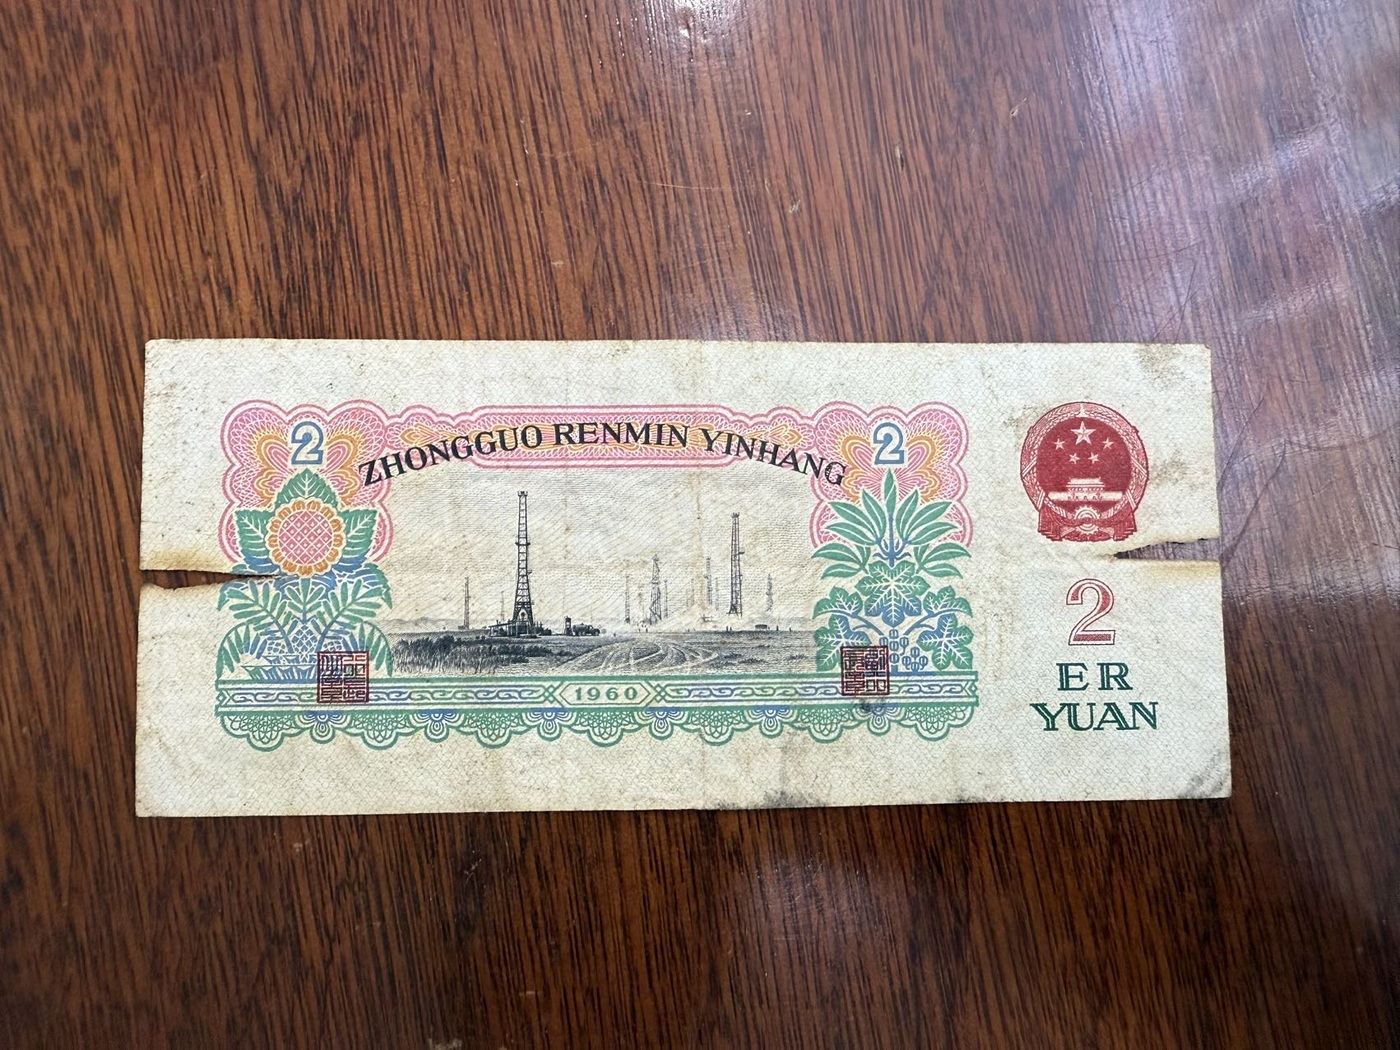 2
2
ZHONGGUO RENMIN YINHANG
1960
2
ER
YUAN